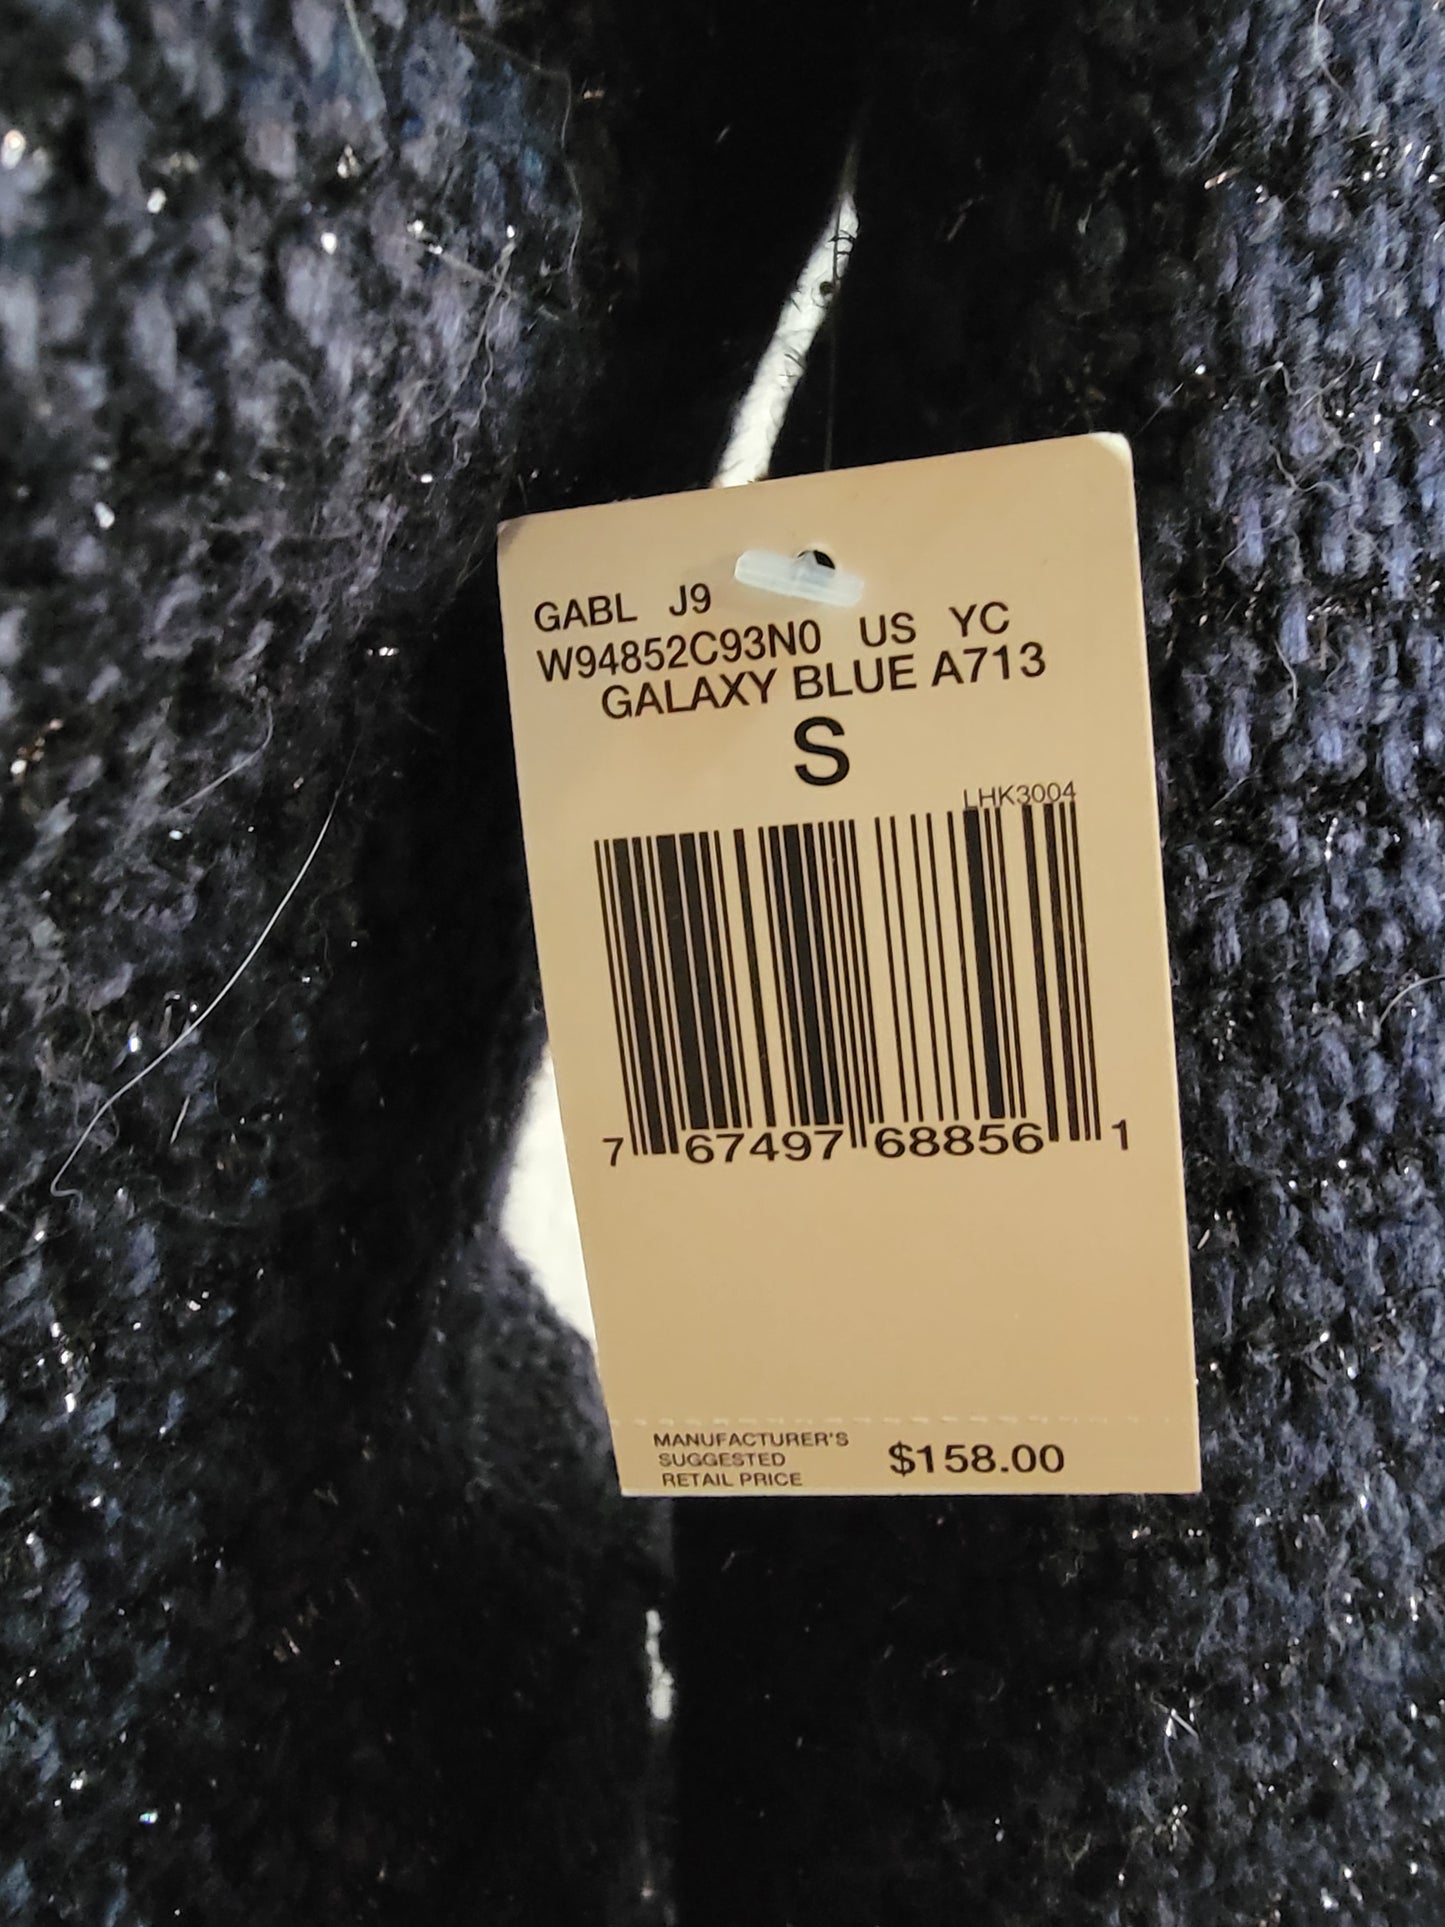 GABL J9
W94852C93N0 US YC
GALAXY BLUE A713
S
LHK3004
7 67497 68856 1
MANUFACTURER'S
SUGGESTED
RETAIL PRICE
$158.00